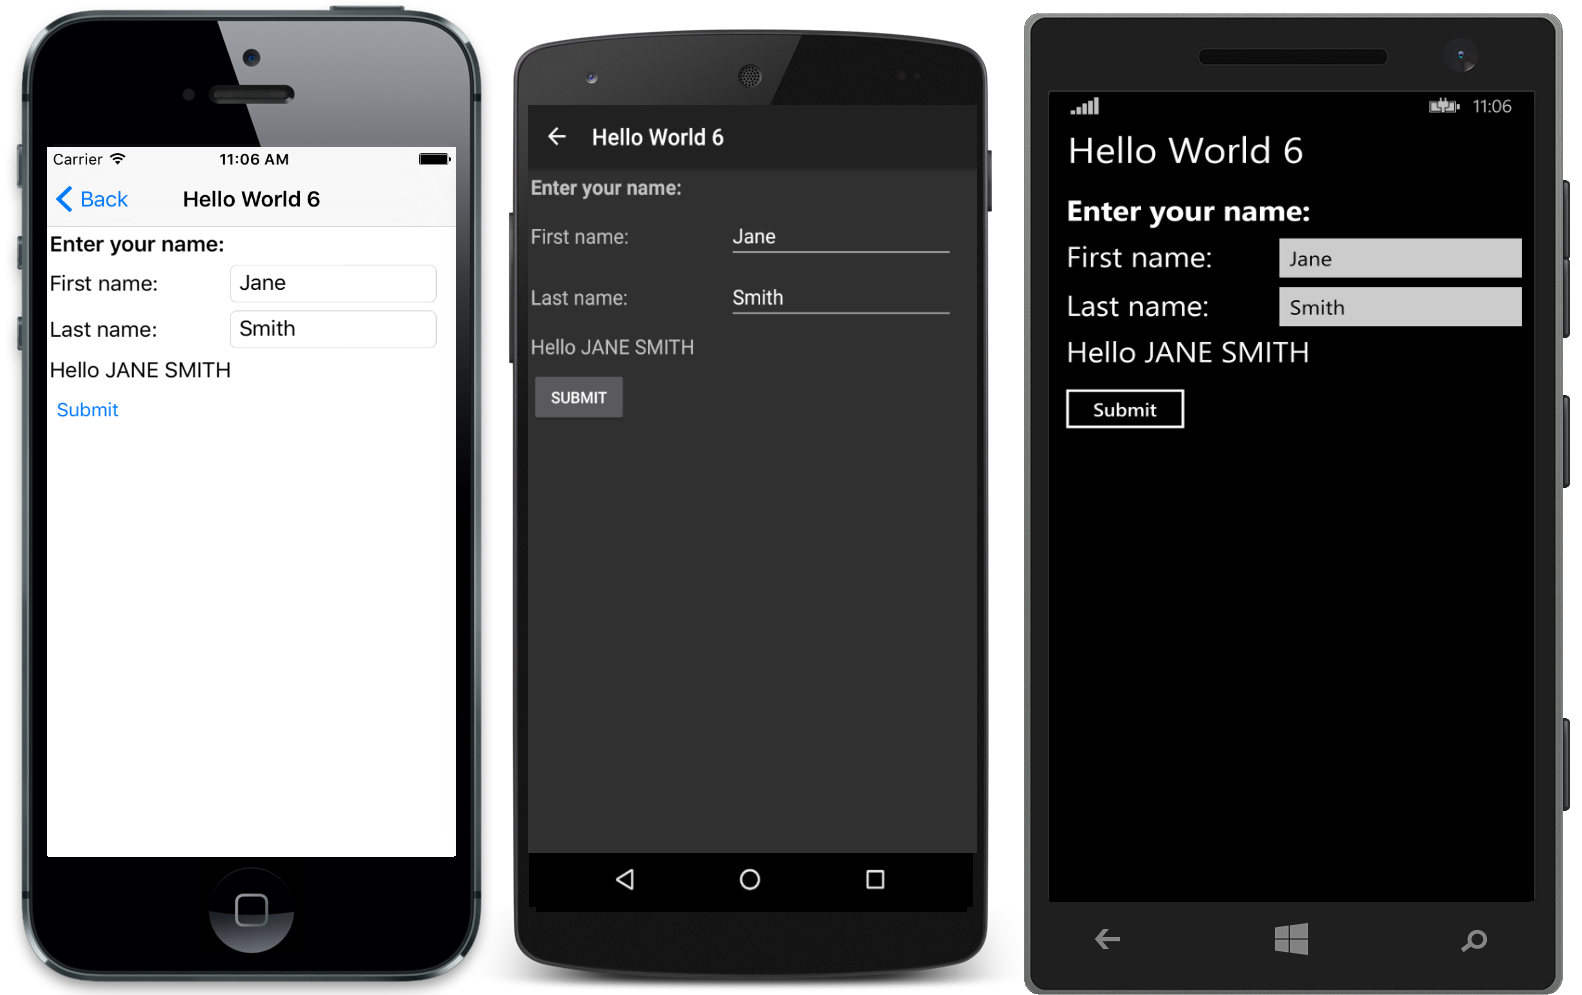 Carrier 11:06 AM
Back Hello World 6
Enter your name:
First name: Jane
Last name: Smith
Hello JANE SMITH
Submit
Hello World 6
Enter your name:
First name: Jane
Last name: Smith
Hello JANE SMITH
SUBMIT
11:06
Hello World 6
Enter your name:
First name: Jane
Last name: Smith
Hello JANE SMITH
Submit